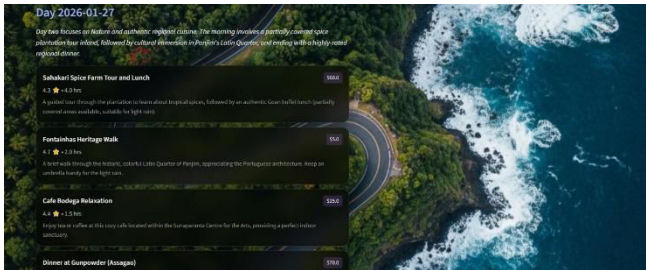 Day 2026-01-27
Day two focuses on Nature and authentic regional cuisine. The morning involves a partially covered spice
plantation tour inland, followed by cultural immersion in Panjim's Latin Quarter, and ending with a highly-rated
regional dinner.
Sahakari Spice Farm Tour and Lunch
$60.0
4.3 ⭐ • 4.0 hrs
A guided tour through the plantation to learn about tropical spices, followed by an authentic Goan buffet lunch (partially
covered areas available, suitable for light rain).
Fontainhas Heritage Walk
$5.0
4.7 ⭐ • 2.0 hrs
A brief walk through the historic, colorful Latin Quarter of Panjim, appreciating the Portuguese architecture. Keep an
umbrella handy for the light rain.
Cafe Bodega Relaxation
$25.0
4.4 ⭐ • 1.5 hrs
Enjoy tea or coffee at this cozy cafe located within the Sunaparanta Centre for the Arts, providing a perfect indoor
sanctuary.
Dinner at Gunpowder (Assagao)
$70.0